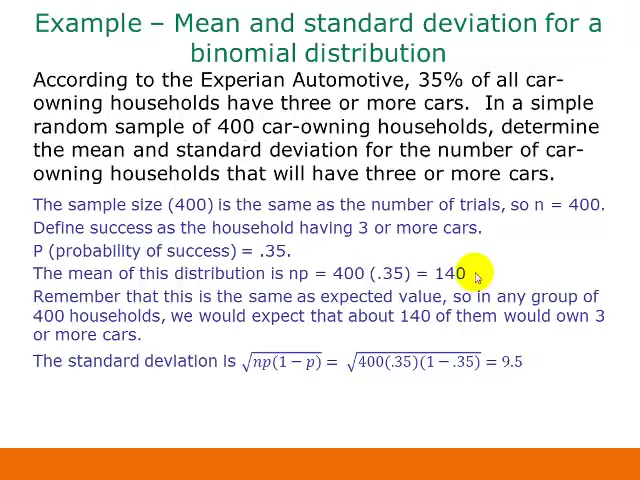 Example – Mean and standard deviation for a
binomial distribution
According to the Experian Automotive, 35% of all car-
owning households have three or more cars. In a simple
random sample of 400 car-owning households, determine
the mean and standard deviation for the number of car-
owning households that will have three or more cars.
The sample size (400) is the same as the number of trials, so n = 400.
Define success as the household having 3 or more cars.
P (probability of success) = .35.
The mean of this distribution is np = 400 (.35) = 140
Remember that this is the same as expected value, so in any group of
400 households, we would expect that about 140 of them would own 3
or more cars.
The standard deviation is √np(1 − p) = √400(.35)(1 − .35) = 9.5